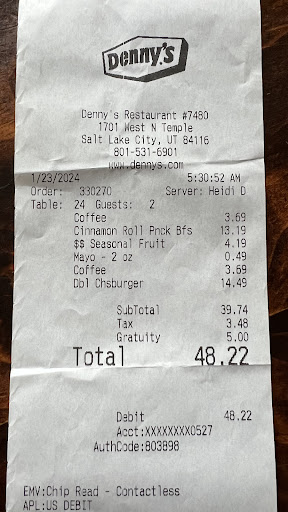 Denny's
Denny's Restaurant #7480
1701 West N Temple
Salt Lake City, UT 84116
801-531-6901
www.dennys.com
1/23/2024 5:30:52 AM
Order: 330270 Server: Heidi D
Table: 24 Guests: 2
Coffee 3.69
Cinnamon Roll Pnck Bfs 13.19
$$ Seasonal Fruit 4.19
Mayo - 2 oz 0.49
Coffee 3.69
Dbl Chsburger 14.49
SubTotal 39.74
Tax 3.48
Gratuity 5.00
Total 48.22
Debit 48.22
Acct:XXXXXXXX0527
AuthCode:803898
EMV:Chip Read - Contactless
APL:US DEBIT